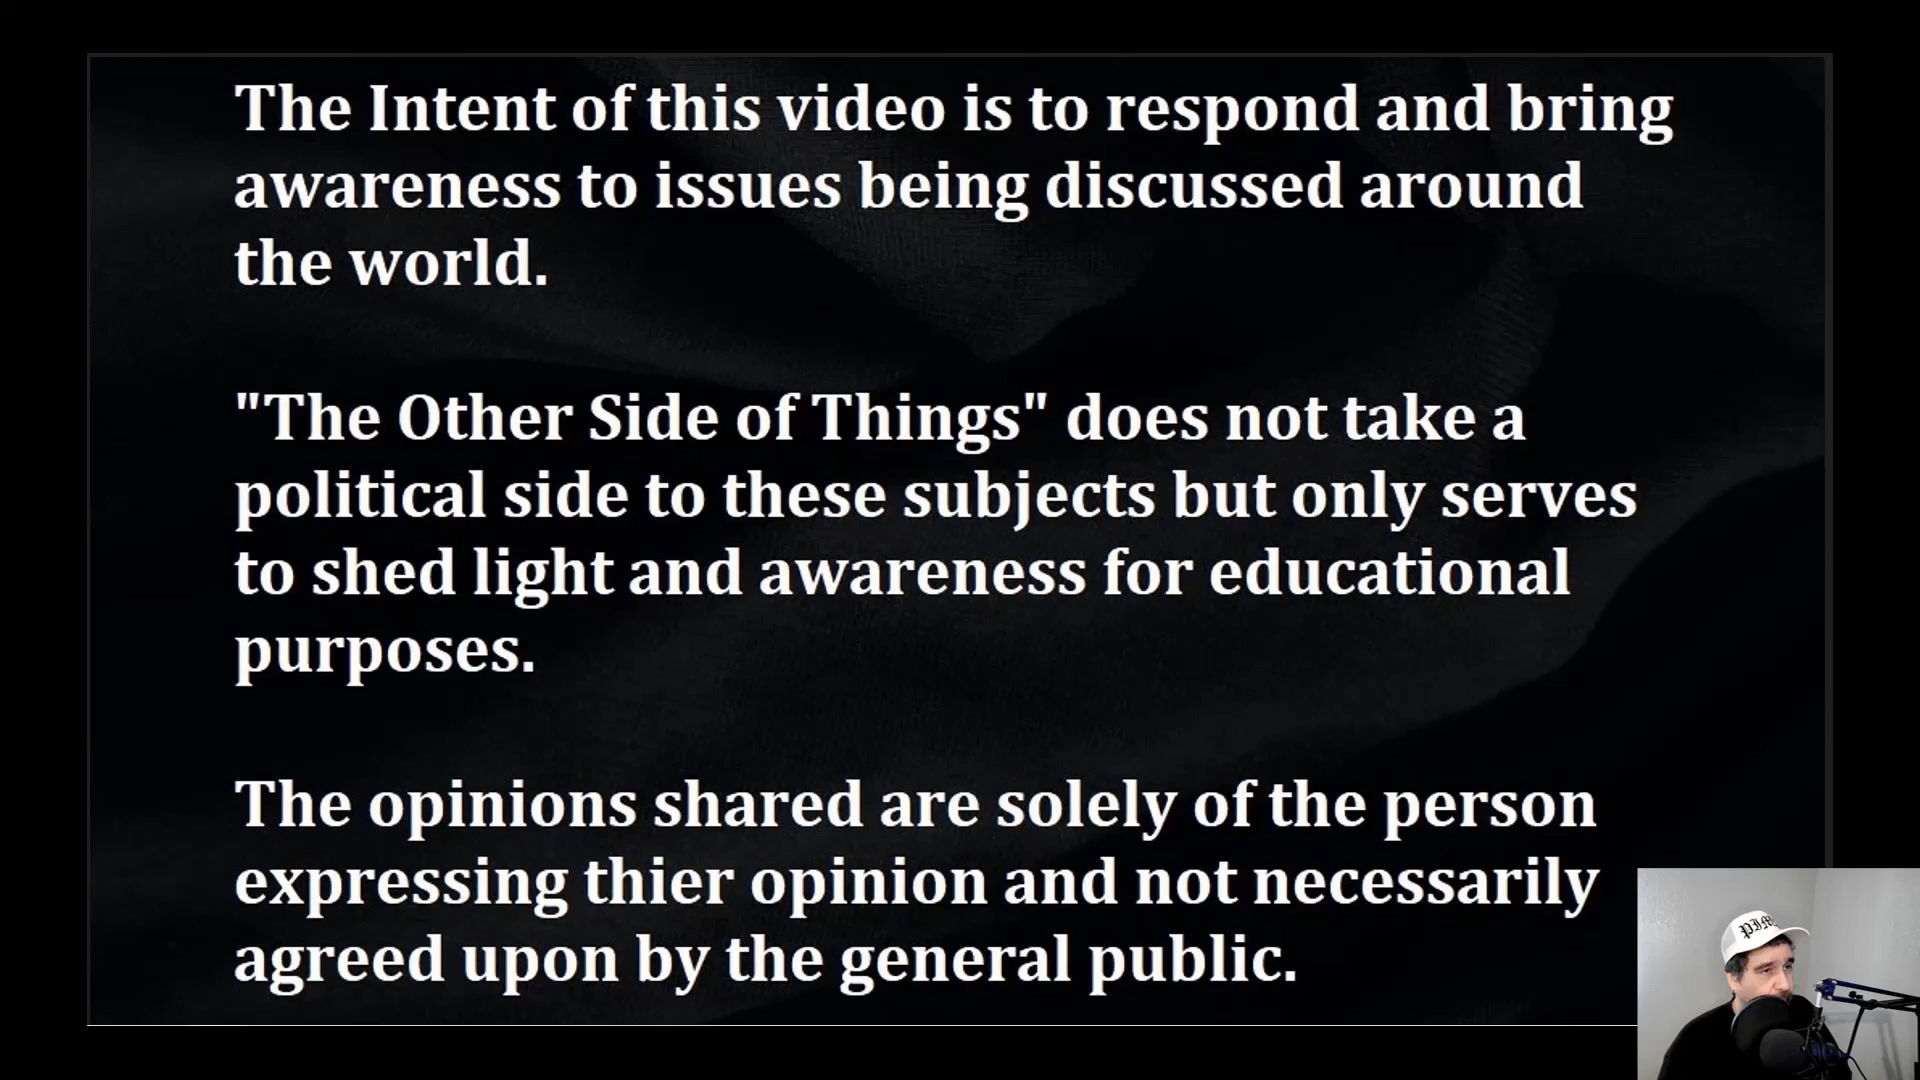 The Intent of this video is to respond and bring
awareness to issues being discussed around
the world.
"The Other Side of Things" does not take a
political side to these subjects but only serves
to shed light and awareness for educational
purposes.
The opinions shared are solely of the person
expressing thier opinion and not necessarily
agreed upon by the general public.